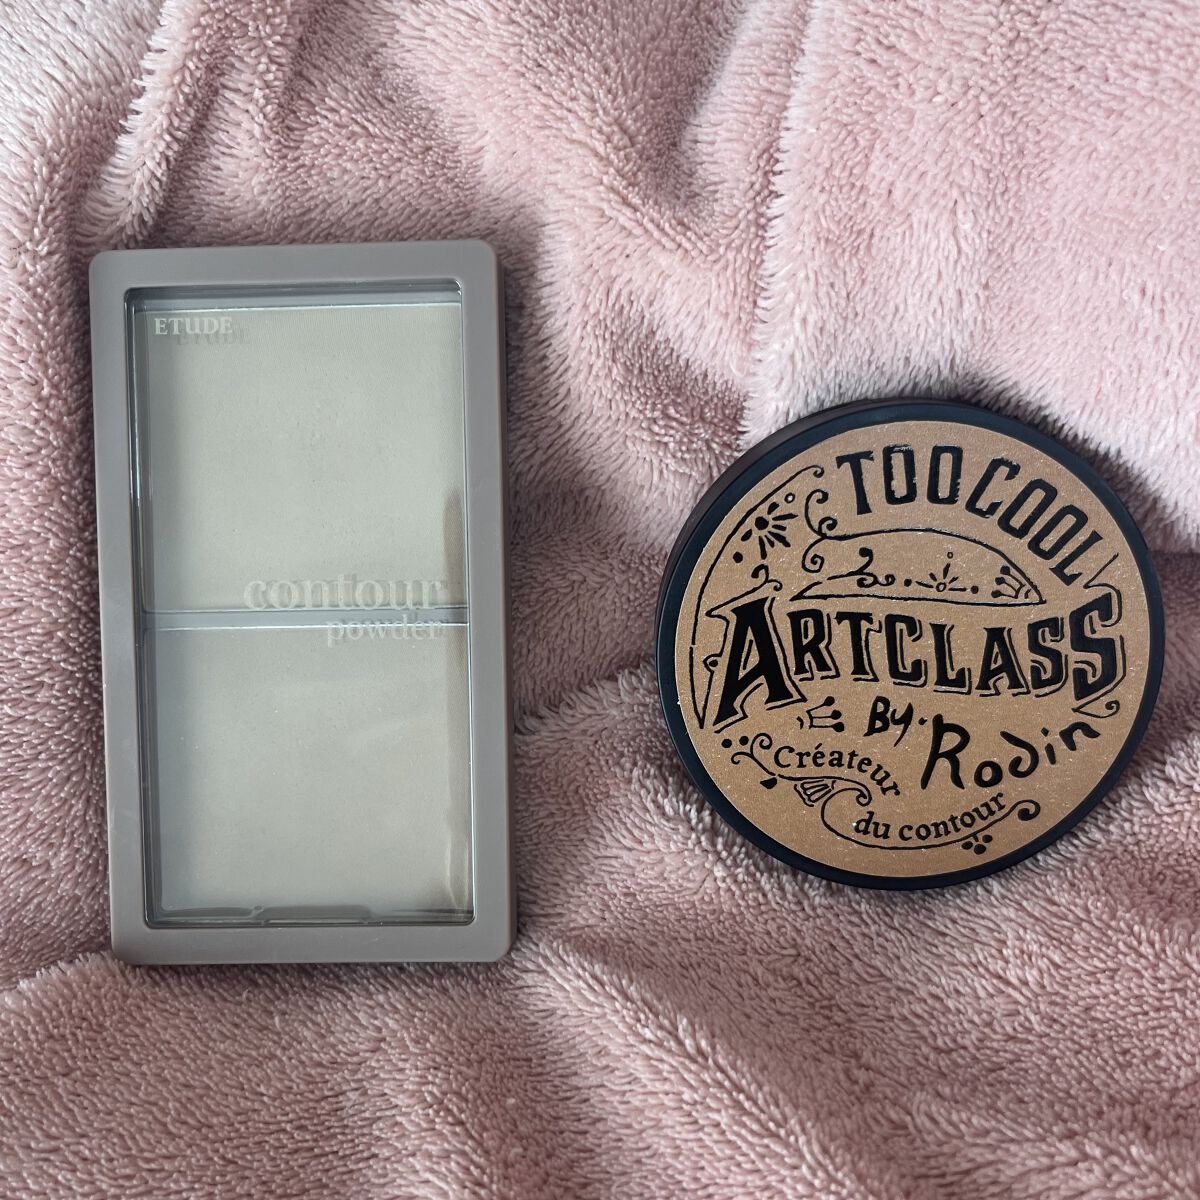 ETUDE
contour
powder
TOOCOOL
ARTCLASS
BY. Rodin
Créateur
du contour